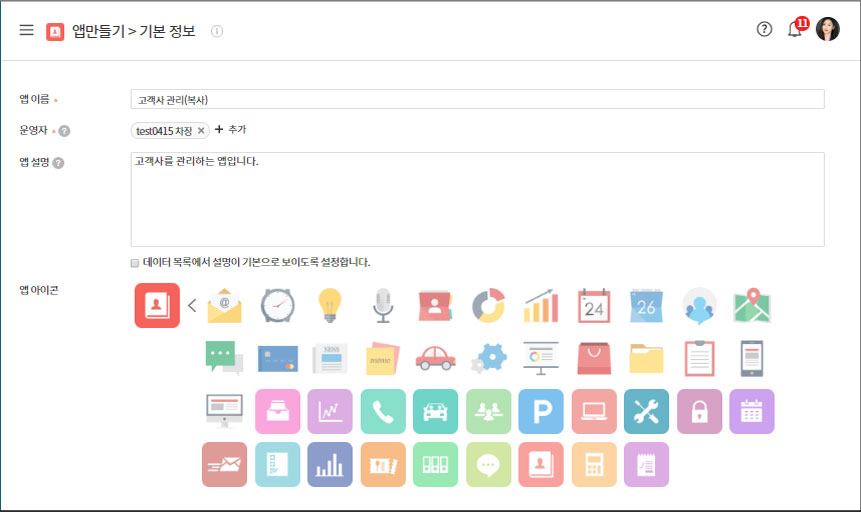 앱만들기 > 기본 정보
11
앱 이름 *
고객사 관리(복사)
운영자 *
test0415 차장 × + 추가
앱 설명
고객사를 관리하는 앱입니다.
데이터 목록에서 설명이 기본으로 보이도록 설정합니다.
앱 아이콘
@
24
26
NEWS
P